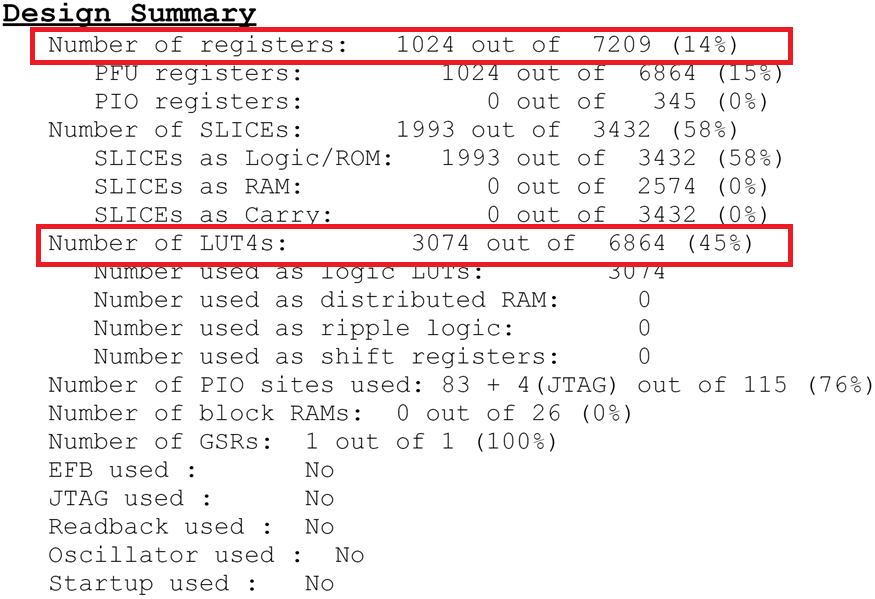 Design Summary
Number of registers: 1024 out of 7209 (14%)
PFU registers: 1024 out of 6864 (15%)
PIO registers: 0 out of 345 (0%)
Number of SLICEs: 1993 out of 3432 (58%)
SLICEs as Logic/ROM: 1993 out of 3432 (58%)
SLICEs as RAM: 0 out of 2574 (0%)
SLICEs as Carry: 0 out of 3432 (0%)
Number of LUT4s: 3074 out of 6864 (45%)
Number used as logic LUTs: 3074
Number used as distributed RAM: 0
Number used as ripple logic: 0
Number used as shift registers: 0
Number of PIO sites used: 83 + 4(JTAG) out of 115 (76%)
Number of block RAMs: 0 out of 26 (0%)
Number of GSRs: 1 out of 1 (100%)
EFB used : No
JTAG used : No
Readback used : No
Oscillator used : No
Startup used : No